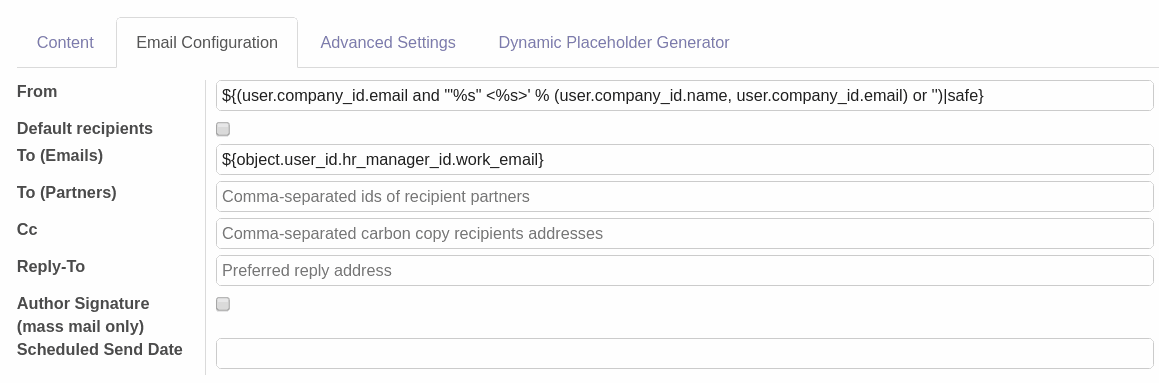 Content Email Configuration Advanced Settings Dynamic Placeholder Generator
From ${(user.company_id.email and '"%s" <%s>' % (user.company_id.name, user.company_id.email) or '')|safe}
Default recipients
To (Emails) ${object.user_id.hr_manager_id.work_email}
To (Partners) Comma-separated ids of recipient partners
Cc Comma-separated carbon copy recipients addresses
Reply-To Preferred reply address
Author Signature
(mass mail only)
Scheduled Send Date